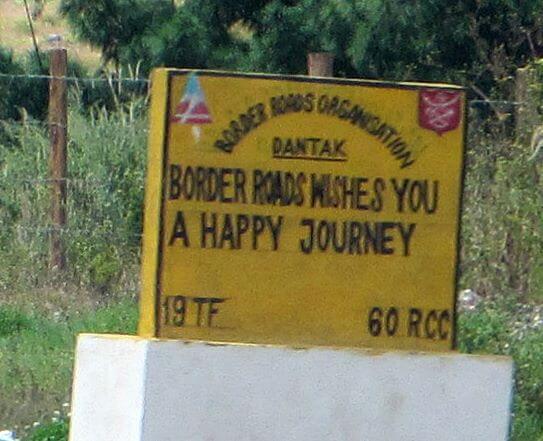 BORDER ROADS ORGANISATION
DANTAK
BORDER ROADS WISHES YOU
A HAPPY JOURNEY
19 TF 60 RCC